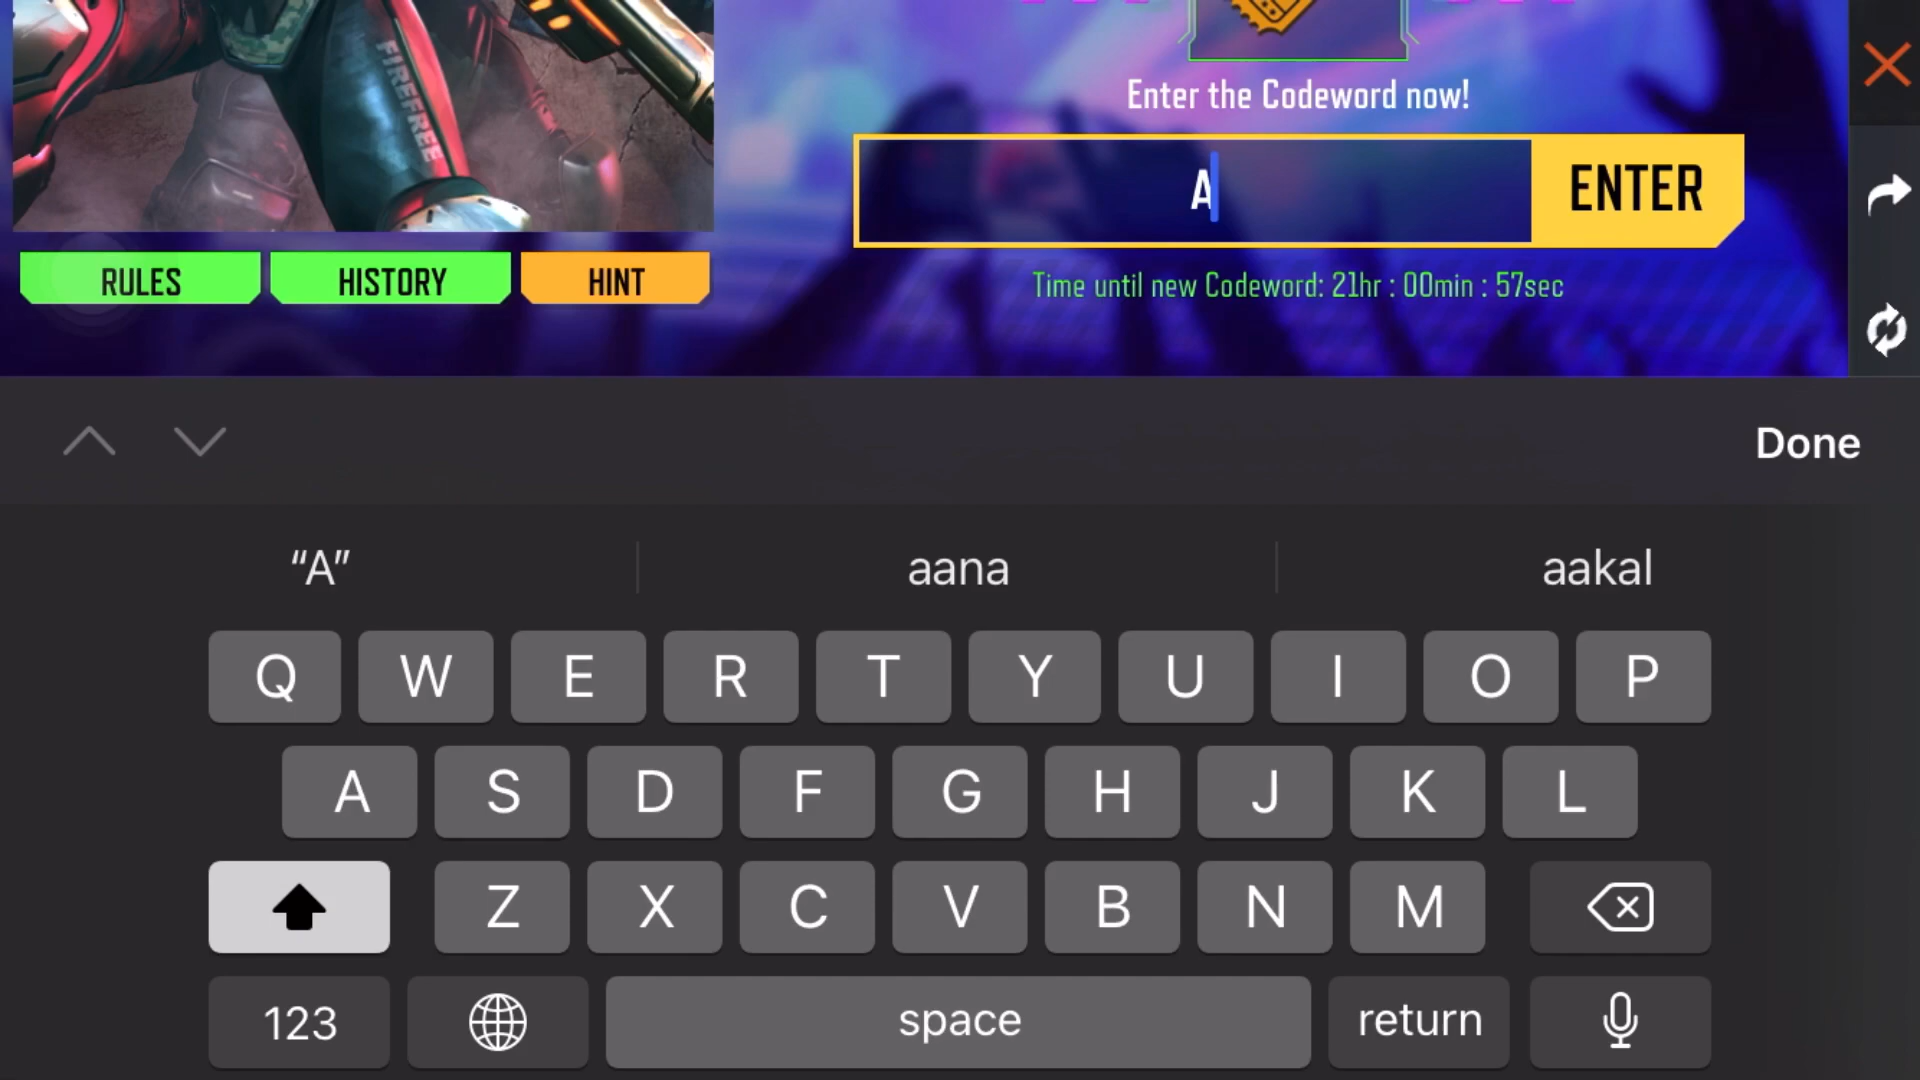 FIREFREE
Enter the Codeword now!
A
ENTER
RULES
HISTORY
HINT
Time until new Codeword: 21hr : 00min : 57sec
Done
“A”
aana
aakal
Q W E R T Y U I O P
A S D F G H J K L
Z X C V B N M
123
space
return